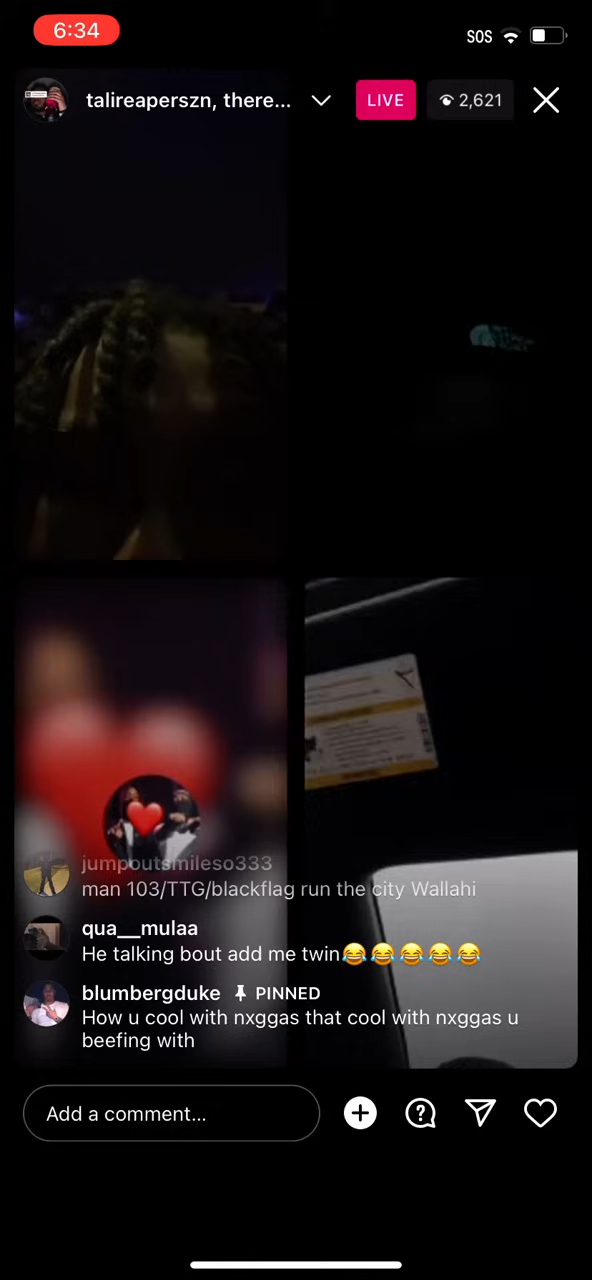 6:34
SOS
talireaperszn, there...
LIVE
2,621
jumpoutsmileso333
man 103/TTG/blackflag run the city Wallahi
qua__mulaa
He talking bout add me twin😂😂😂😂😂
blumbergduke PINNED
How u cool with nxggas that cool with nxggas u
beefing with
Add a comment...